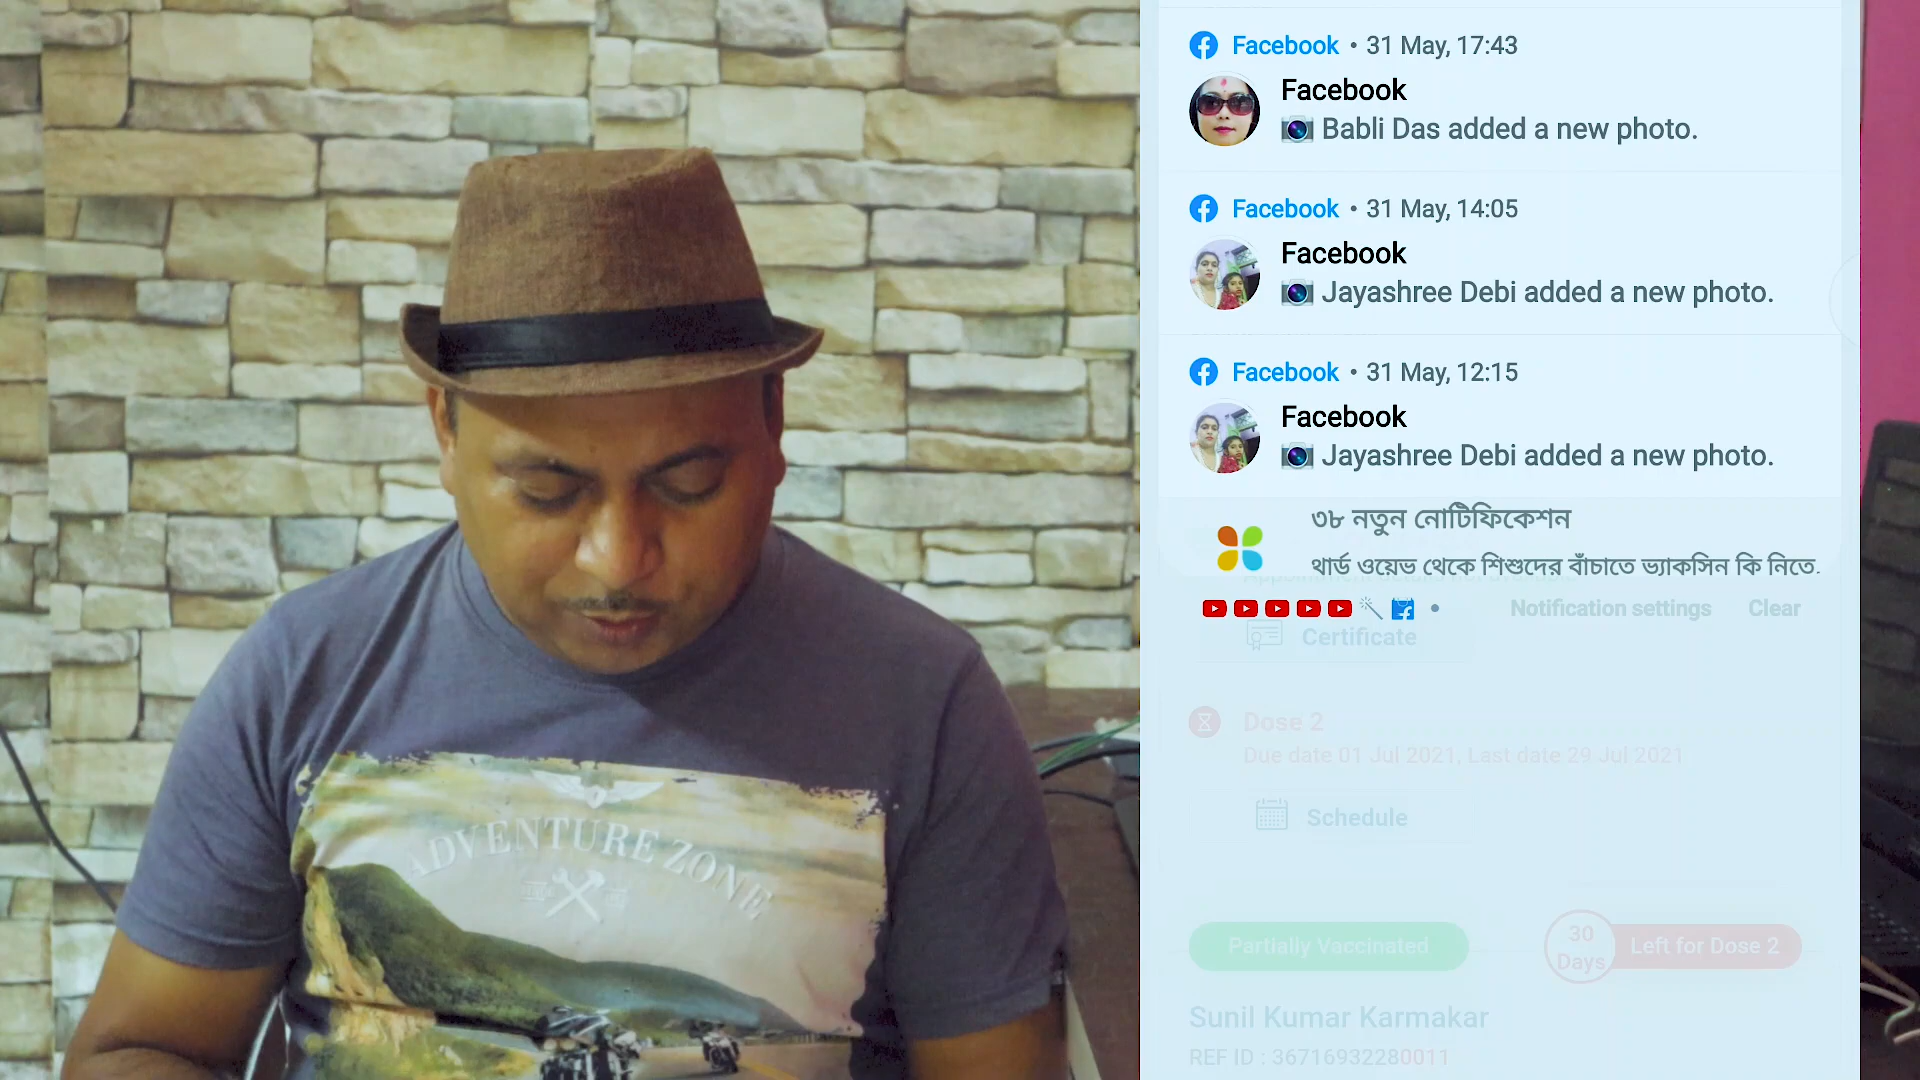 Facebook • 31 May, 17:43
Facebook
Babli Das added a new photo.
Facebook • 31 May, 14:05
Facebook
Jayashree Debi added a new photo.
Facebook • 31 May, 12:15
Facebook
Jayashree Debi added a new photo.
৩৮ নতুন নোটিফিকেশন
থার্ড ওয়েভ থেকে শিশুদের বাঁচাতে ভ্যাকসিন কি নিতে.
Notification settings Clear
Certificate
Dose 2
Due date 01 Jul 2021, Last date 29 Jul 2021
Schedule
Partially Vaccinated
30 Days Left for Dose 2
Sunil Kumar Karmakar
REF ID : 36716932280011
ADVENTURE ZONE